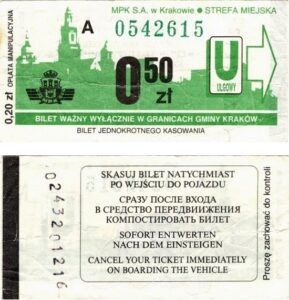 MPK S.A. w Krakowie • STREFA MIEJSKA
A 0542615
0,20 zł OPŁATA MANIPULACYJNA
0 50 zł
U
ULGOWY
BILET WAŻNY WYŁĄCZNIE W GRANICACH GMINY KRAKÓW
BILET JEDNOKROTNEGO KASOWANIA
0243201216
SKASUJ BILET NATYCHMIAST
PO WEJŚCIU DO POJAZDU
СРАЗУ ПОСЛЕ ВХОДА
В СРЕДСТВО ПЕРЕДВИЖЕНИЯ
КОМПОСТИРОВАТЬ БИЛЕТ
SOFORT ENTWERTEN
NACH DEM EINSTEIGEN
CANCEL YOUR TICKET IMMEDIATELY
ON BOARDING THE VEHICLE
Proszę zachować do kontroli